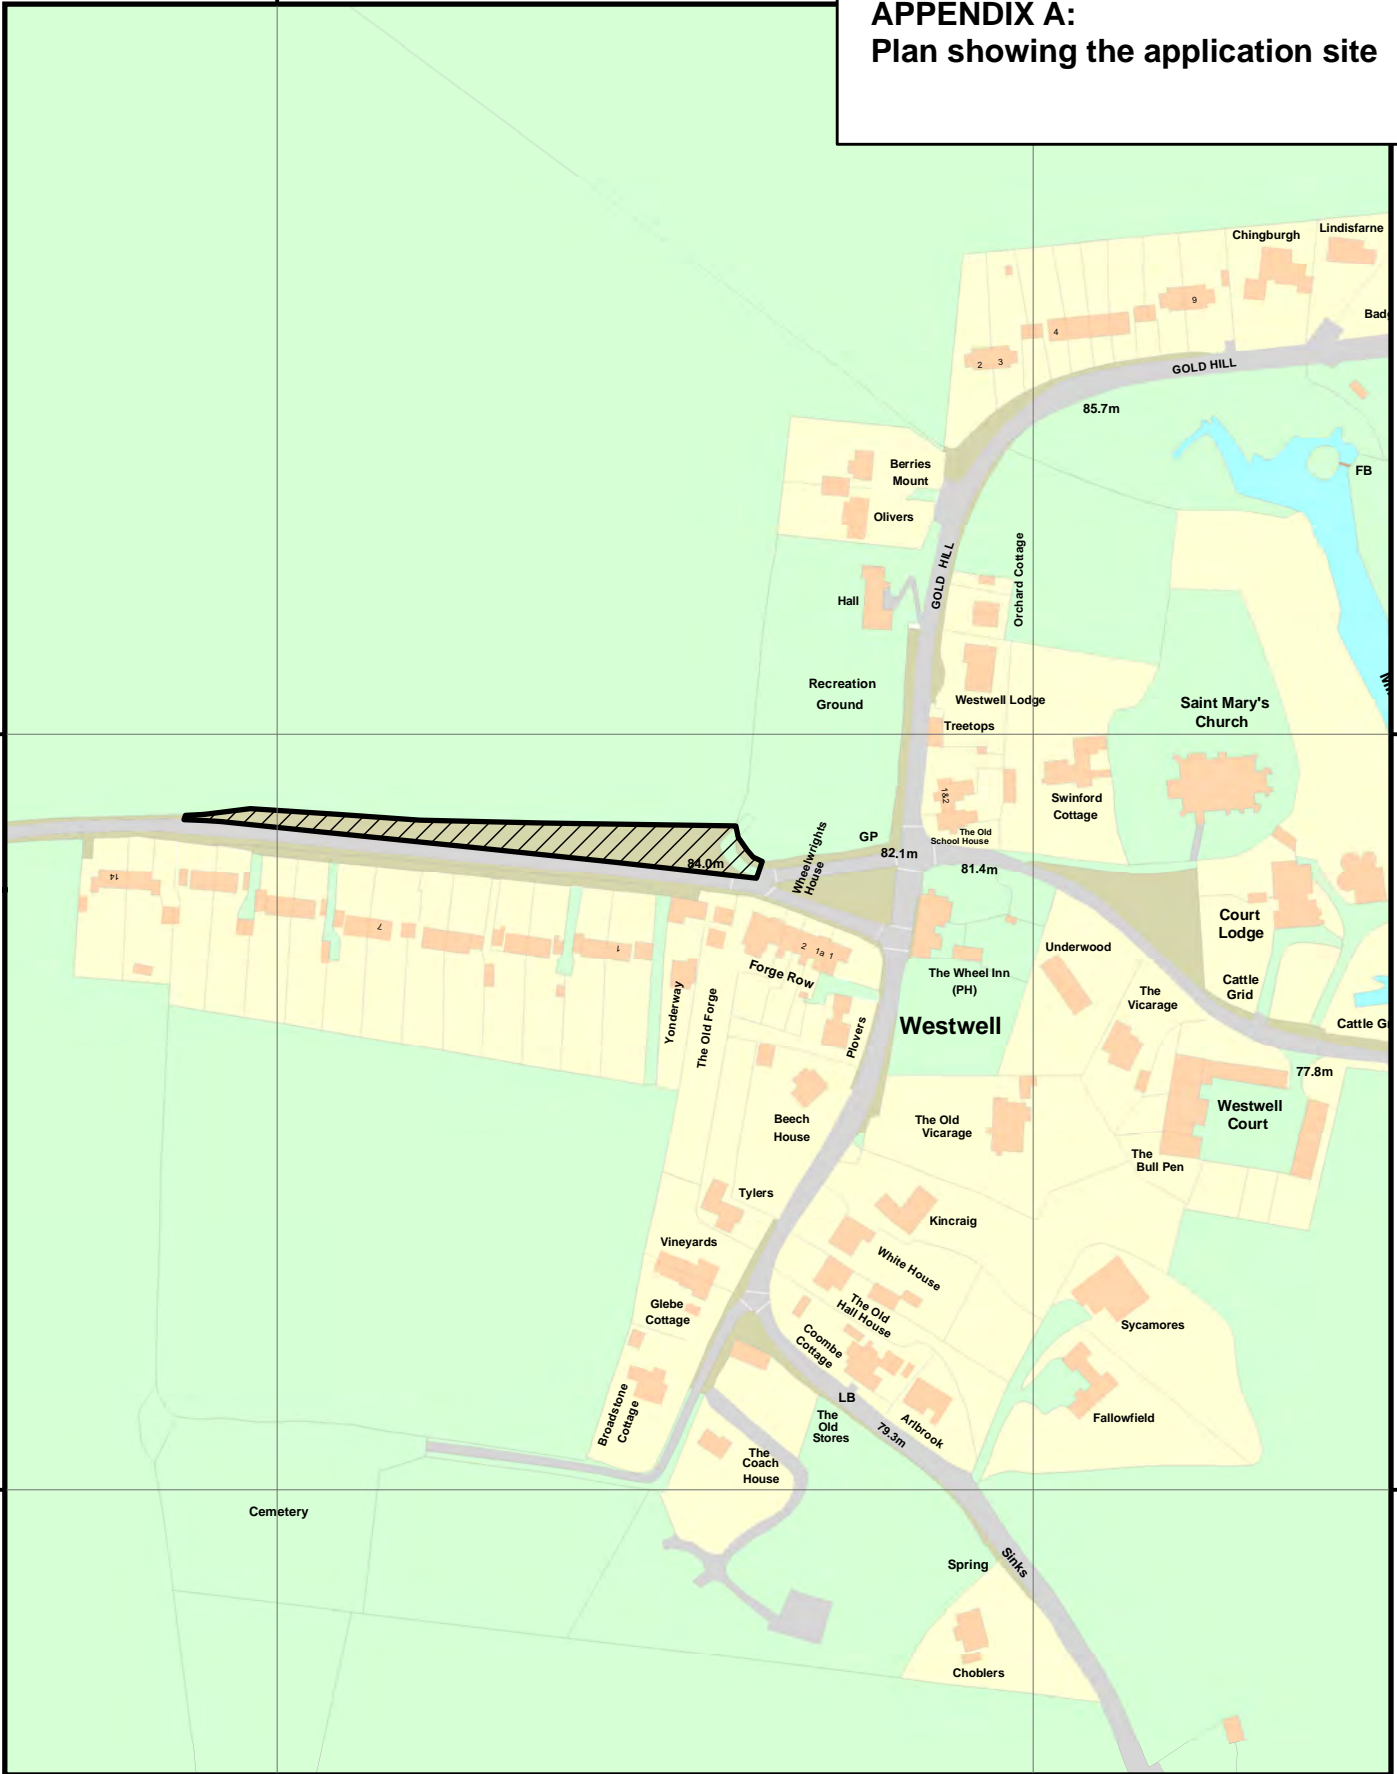 APPENDIX A:
Plan showing the application site
Lindisfarne
Chingburgh
9
4
2 3
GOLD HILL
85.7m
Berries
Mount
FB
Olivers
GOLD HILL
Orchard Cottage
Hall
Recreation
Ground
Westwell Lodge
Saint Mary's
Church
Treetops
1&2
Swinford
Cottage
The Old
School House
GP
82.1m
81.4m
84.0m
Wheelwrights
House
14
7
1
2 1a 1
Forge Row
Court
Lodge
Underwood
The Wheel Inn
(PH)
Cattle
Grid
The
Vicarage
Yonderway
The Old Forge
Plovers
Westwell
Cattle G
77.8m
Beech
House
The Old
Vicarage
Westwell
Court
The
Bull Pen
Tylers
Kincraig
Vineyards
White House
Glebe
Cottage
The Old
Hall House
Coombe
Cottage
Sycamores
Broadstone
Cottage
LB
The
Old
Stores
79.3m
Arlbrook
Fallowfield
The
Coach
House
Cemetery
Spring
Sinks
Choblers